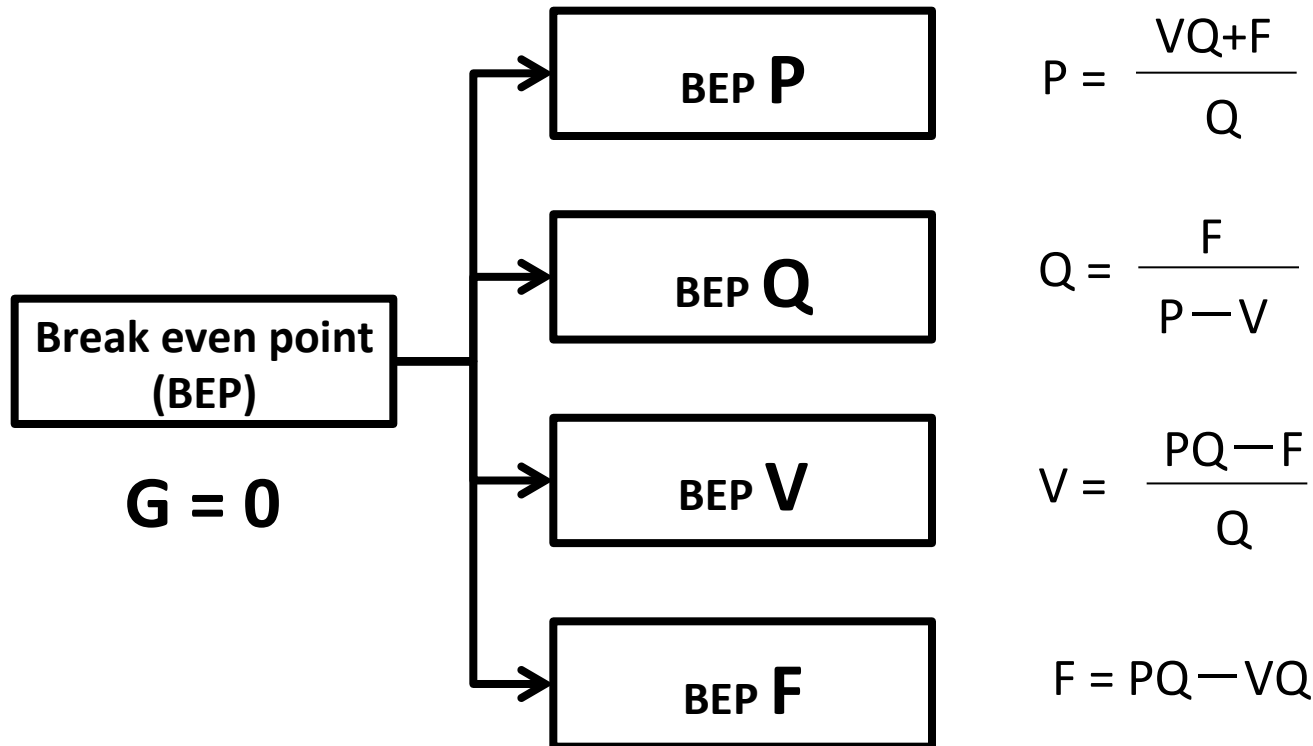 Break even point
(BEP)
G = 0
BEP P
P = VQ+F
Q
BEP Q
Q = F
P — V
BEP V
V = PQ — F
Q
BEP F
F = PQ — VQ